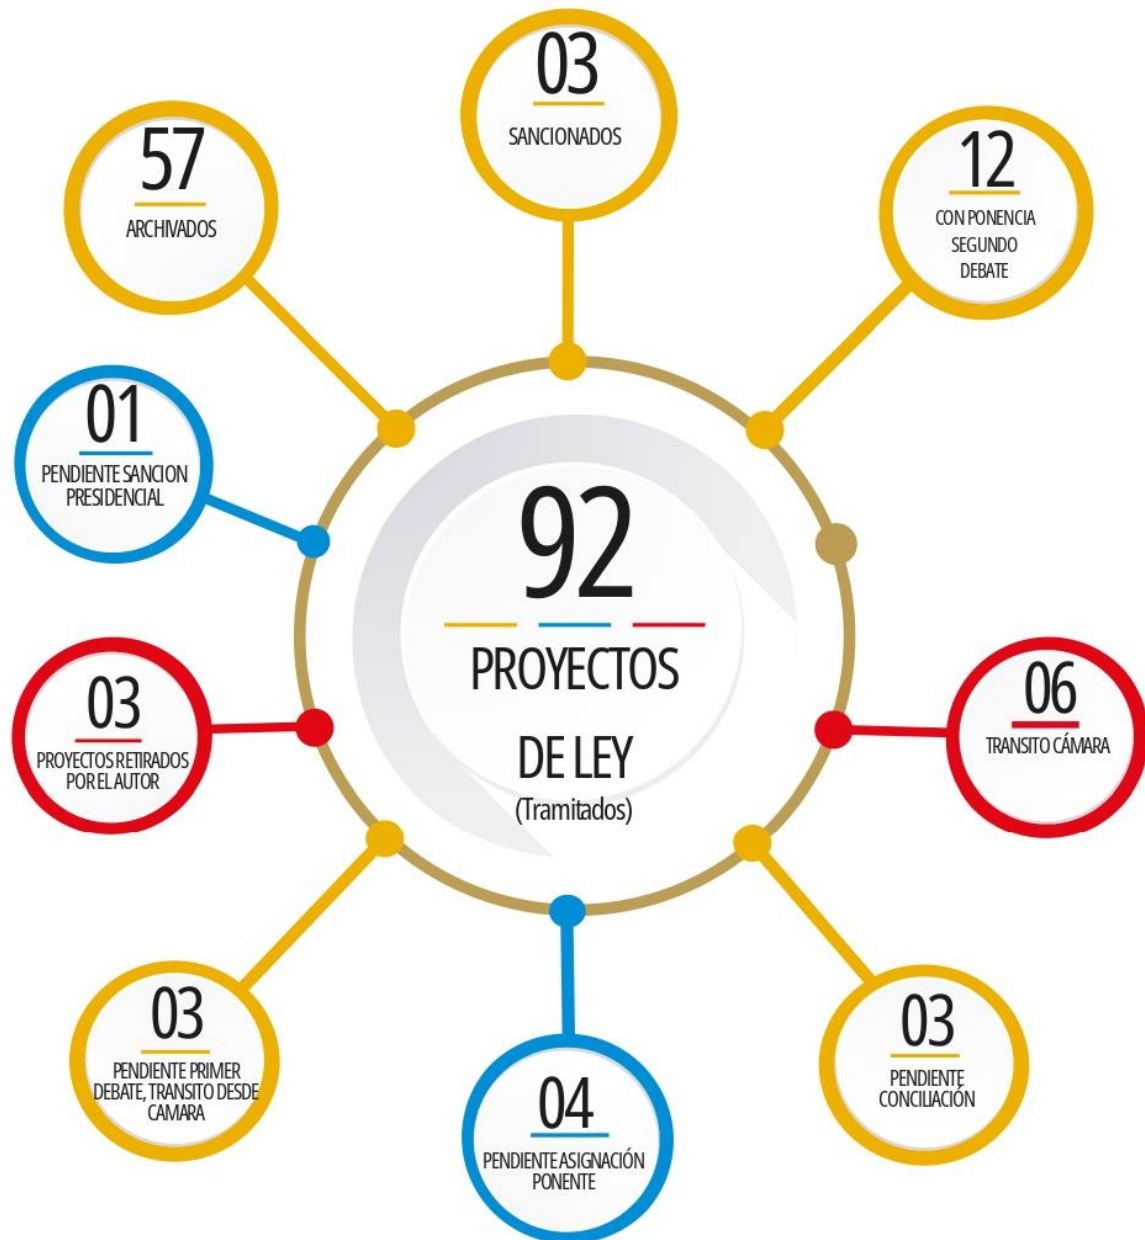 03
SANCIONADOS
57
ARCHIVADOS
12
CON PONENCIA
SEGUNDO
DEBATE
01
PENDIENTE SANCION
PRESIDENCIAL
92
PROYECTOS
DE LEY
(Tramitados)
03
PROYECTOS RETIRADOS
POR EL AUTOR
06
TRANSITO CÁMARA
03
PENDIENTE PRIMER
DEBATE, TRANSITO DESDE
CAMARA
04
PENDIENTE ASIGNACIÓN
PONENTE
03
PENDIENTE
CONCILIACIÓN